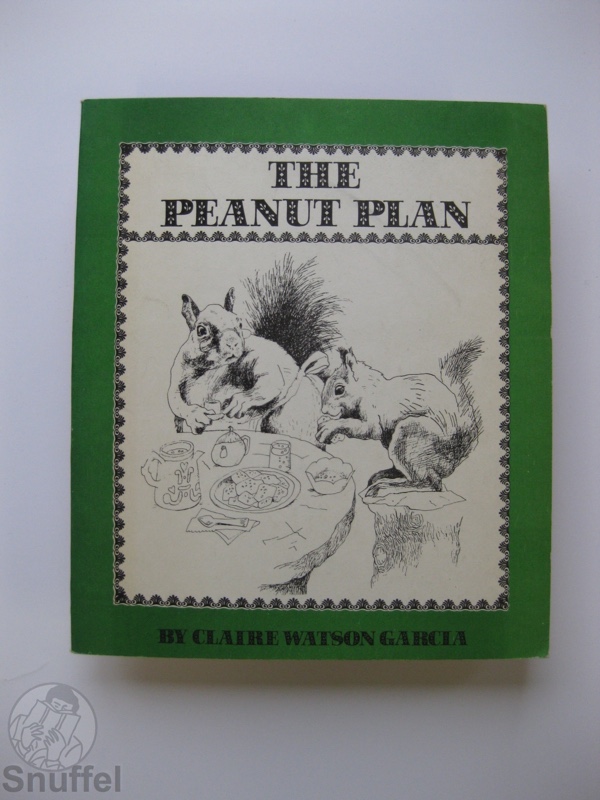 THE
PEANUT PLAN
BY CLAIRE WATSON GARCIA
Snuffel